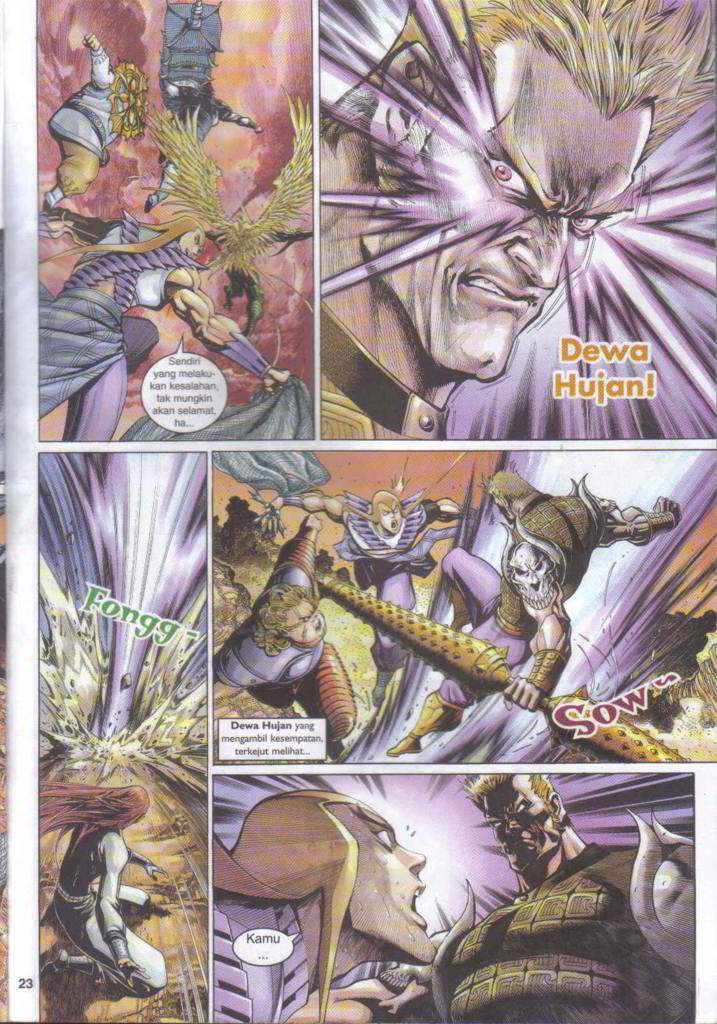 Sendiri
yang melaku-
kan kesalahan,
tak mungkin
akan selamat,
ha...
Dewa
Hujan!
Fongg~
Dewa Hujan yang
mengambil kesempatan,
terkejut melihat...
Sow~
Kamu
...
23